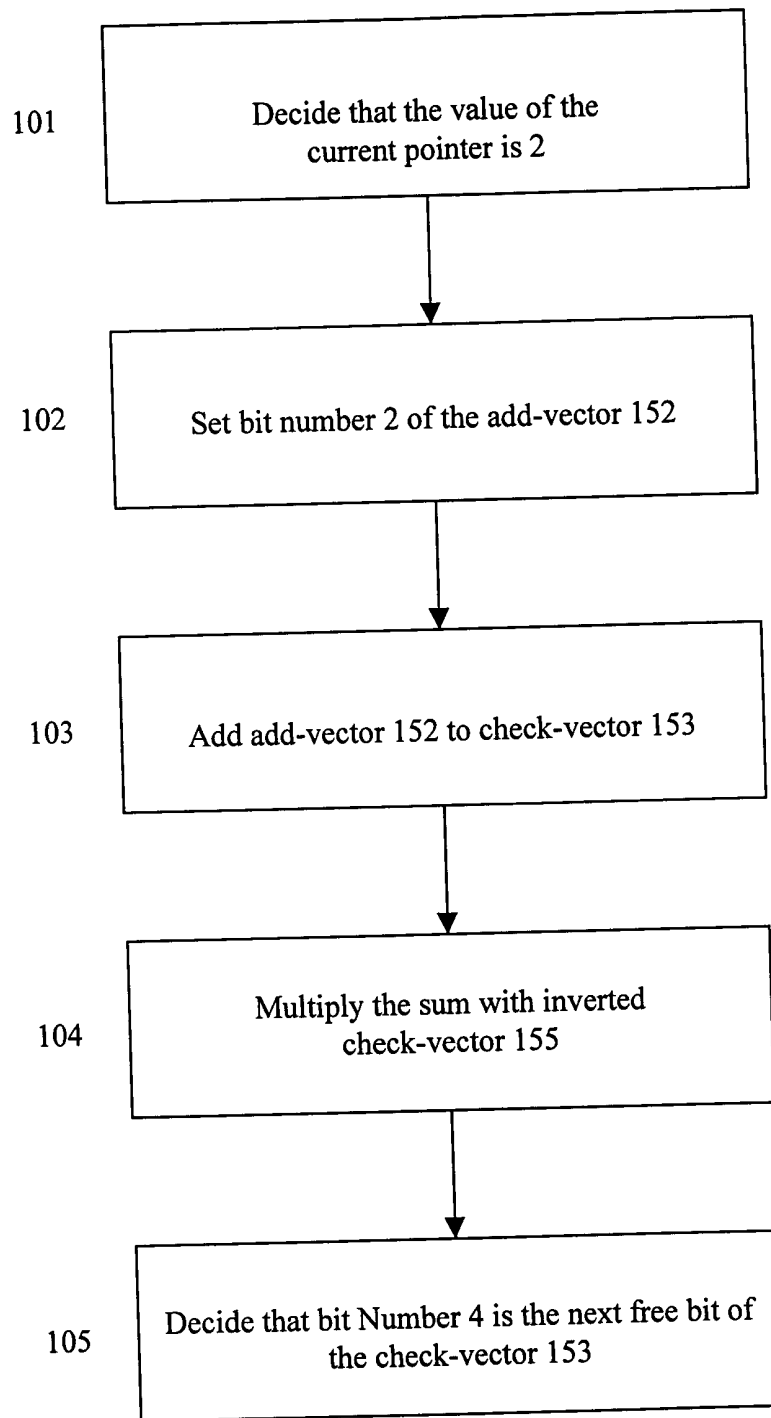 101
Decide that the value of the
current pointer is 2
102
Set bit number 2 of the add-vector 152
103
Add add-vector 152 to check-vector 153
104
Multiply the sum with inverted
check-vector 155
105
Decide that bit Number 4 is the next free bit of
the check-vector 153